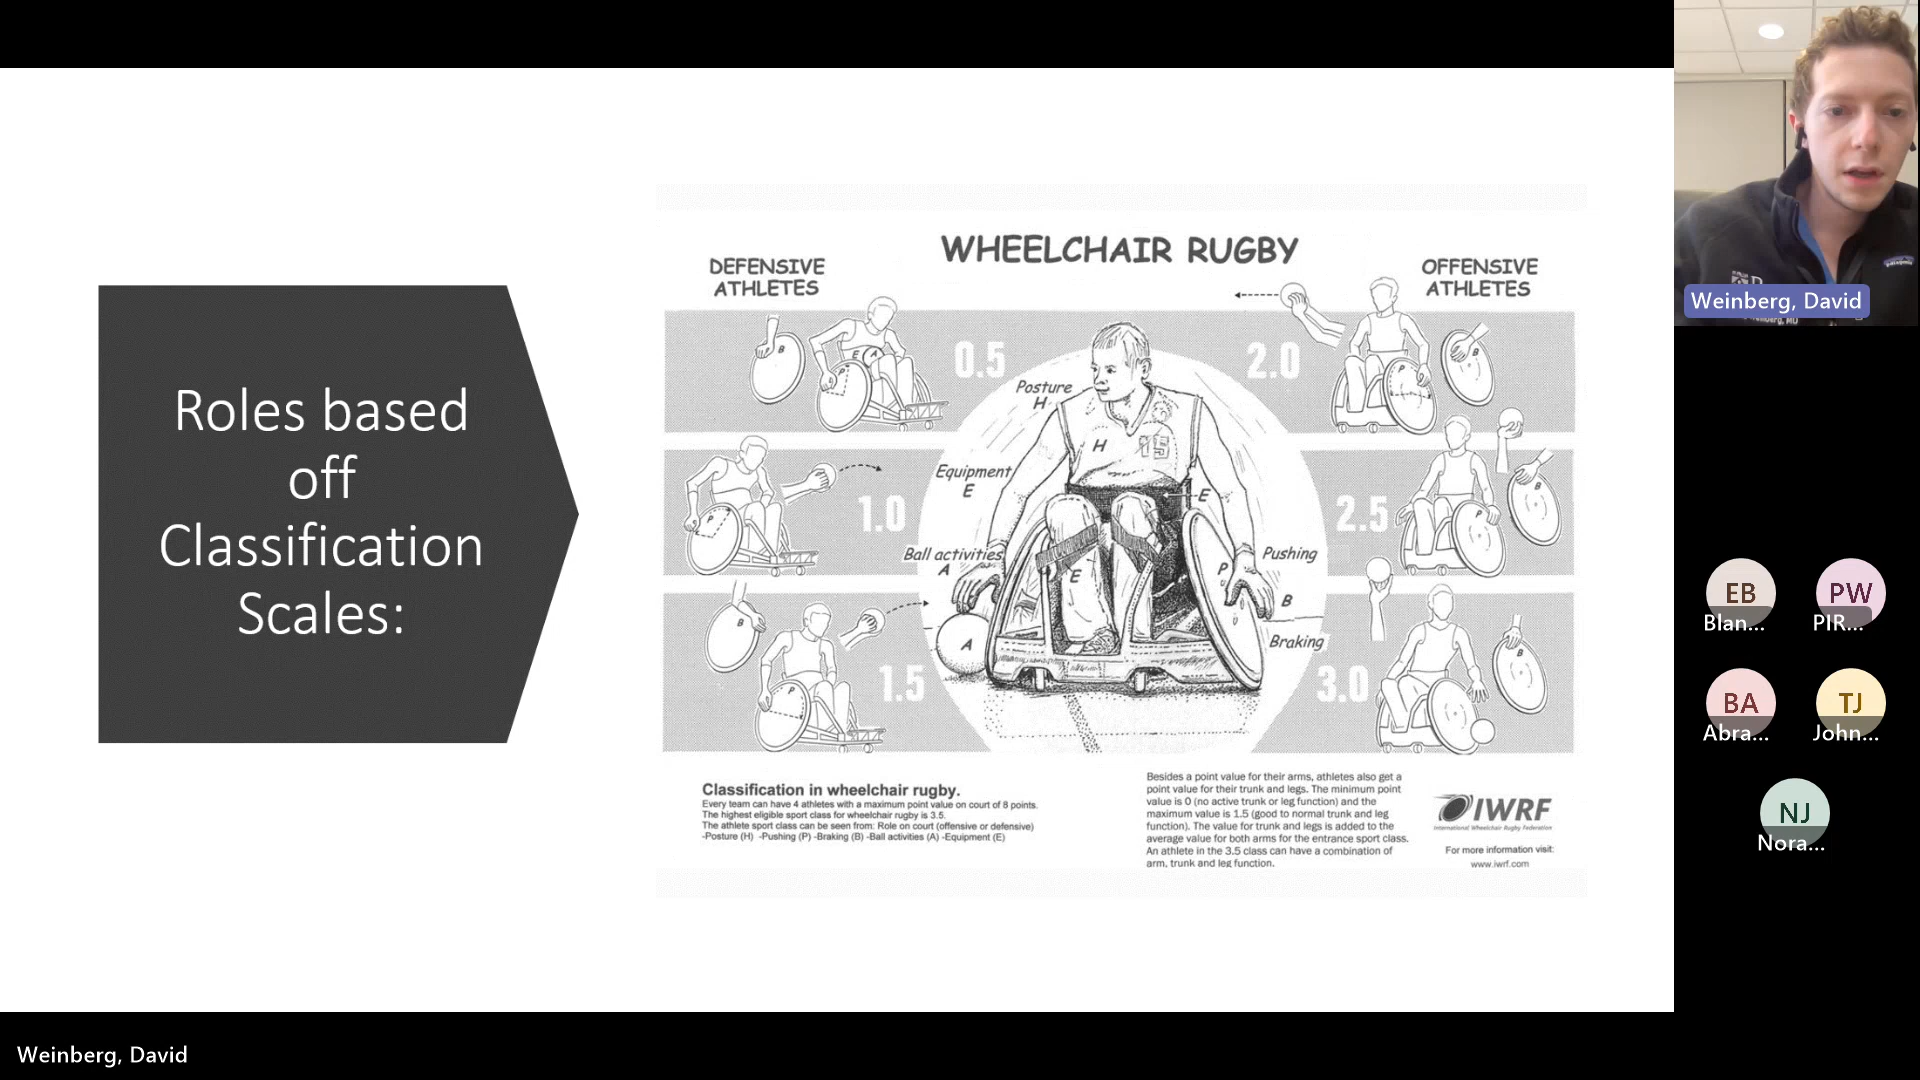 Roles based
off
Classification
Scales:
WHEELCHAIR RUGBY
DEFENSIVE
ATHLETES
OFFENSIVE
ATHLETES
0.5
1.0
1.5
2.0
2.5
3.0
Posture
H
Equipment
E
Ball activities
A
Pushing
P
B
Braking
H
15
E
E
A
B
E
A
P
P
B
P
P
B
P
B
P
B
Classification in wheelchair rugby.
Every team can have 4 athletes with a maximum point value on court of 8 points.
The highest eligible sport class for wheelchair rugby is 3.5.
The athlete sport class can be seen from: Role on court (offensive or defensive)
-Posture (H) -Pushing (P) -Braking (B) -Ball activities (A) -Equipment (E)
Besides a point value for their arms, athletes also get a
point value for their trunk and legs. The minimum point
value is 0 (no active trunk or leg function) and the
maximum value is 1.5 (good to normal trunk and leg
function). The value for trunk and legs is added to the
average value for both arms for the entrance sport class.
An athlete in the 3.5 class can have a combination of
arm, trunk and leg function.
IWRF
International Wheelchair Rugby Federation
For more information visit:
www.iwrf.com
Weinberg, David
EB
Blan...
PW
PIR...
BA
Abra...
TJ
John...
NJ
Nora...
Weinberg, David